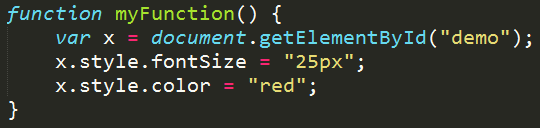 function myFunction() {
    var x = document.getElementById("demo");
    x.style.fontSize = "25px";
    x.style.color = "red";
}